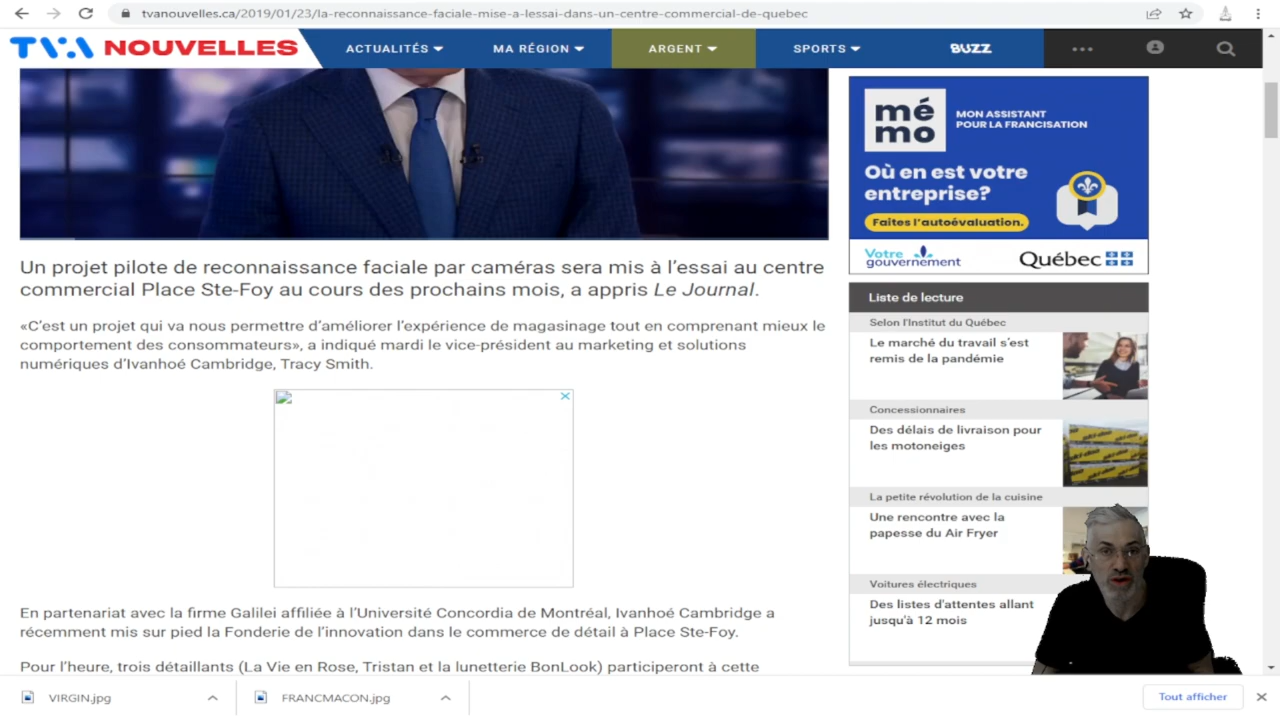 tvanouvelles.ca/2019/01/23/la-reconnaissance-faciale-mise-a-lessai-dans-un-centre-commercial-de-quebec
TVA NOUVELLES
ACTUALITÉS
MA RÉGION
ARGENT
SPORTS
BUZZ
Un projet pilote de reconnaissance faciale par caméras sera mis à l’essai au centre
commercial Place Ste-Foy au cours des prochains mois, a appris Le Journal.
«C’est un projet qui va nous permettre d’améliorer l’expérience de magasinage tout en comprenant mieux le
comportement des consommateurs», a indiqué mardi le vice-président au marketing et solutions
numériques d’Ivanhoé Cambridge, Tracy Smith.
En partenariat avec la firme Galilei affiliée à l’Université Concordia de Montréal, Ivanhoé Cambridge a
récemment mis sur pied la Fonderie de l’innovation dans le commerce de détail à Place Ste-Foy.
Pour l’heure, trois détaillants (La Vie en Rose, Tristan et la lunetterie BonLook) participeront à cette
mé
mo
MON ASSISTANT
POUR LA FRANCISATION
Où en est votre
entreprise?
Faites l’autoévaluation.
Votre
gouvernement
Québec
Liste de lecture
Selon l'Institut du Québec
Le marché du travail s’est
remis de la pandémie
Concessionnaires
Des délais de livraison pour
les motoneiges
La petite révolution de la cuisine
Une rencontre avec la
papesse du Air Fryer
Voitures électriques
Des listes d'attentes allant
jusqu'à 12 mois
VIRGIN.jpg
FRANCMACON.jpg
Tout afficher